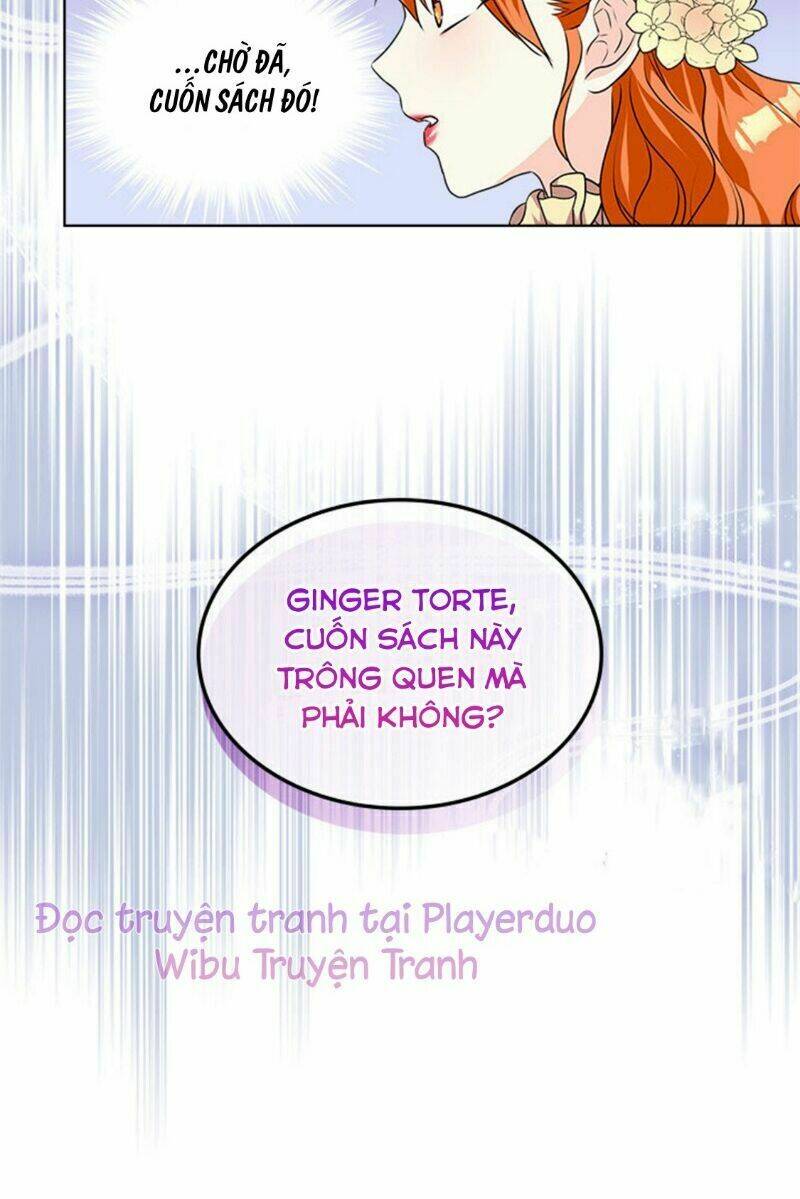 ...CHỜ ĐÃ,
CUỐN SÁCH ĐÓ!
GINGER TORTE,
CUỐN SÁCH NÀY
TRÔNG QUEN MÀ
PHẢI KHÔNG?
Đọc truyện tranh tại Playerduo
Wibu Truyện Tranh